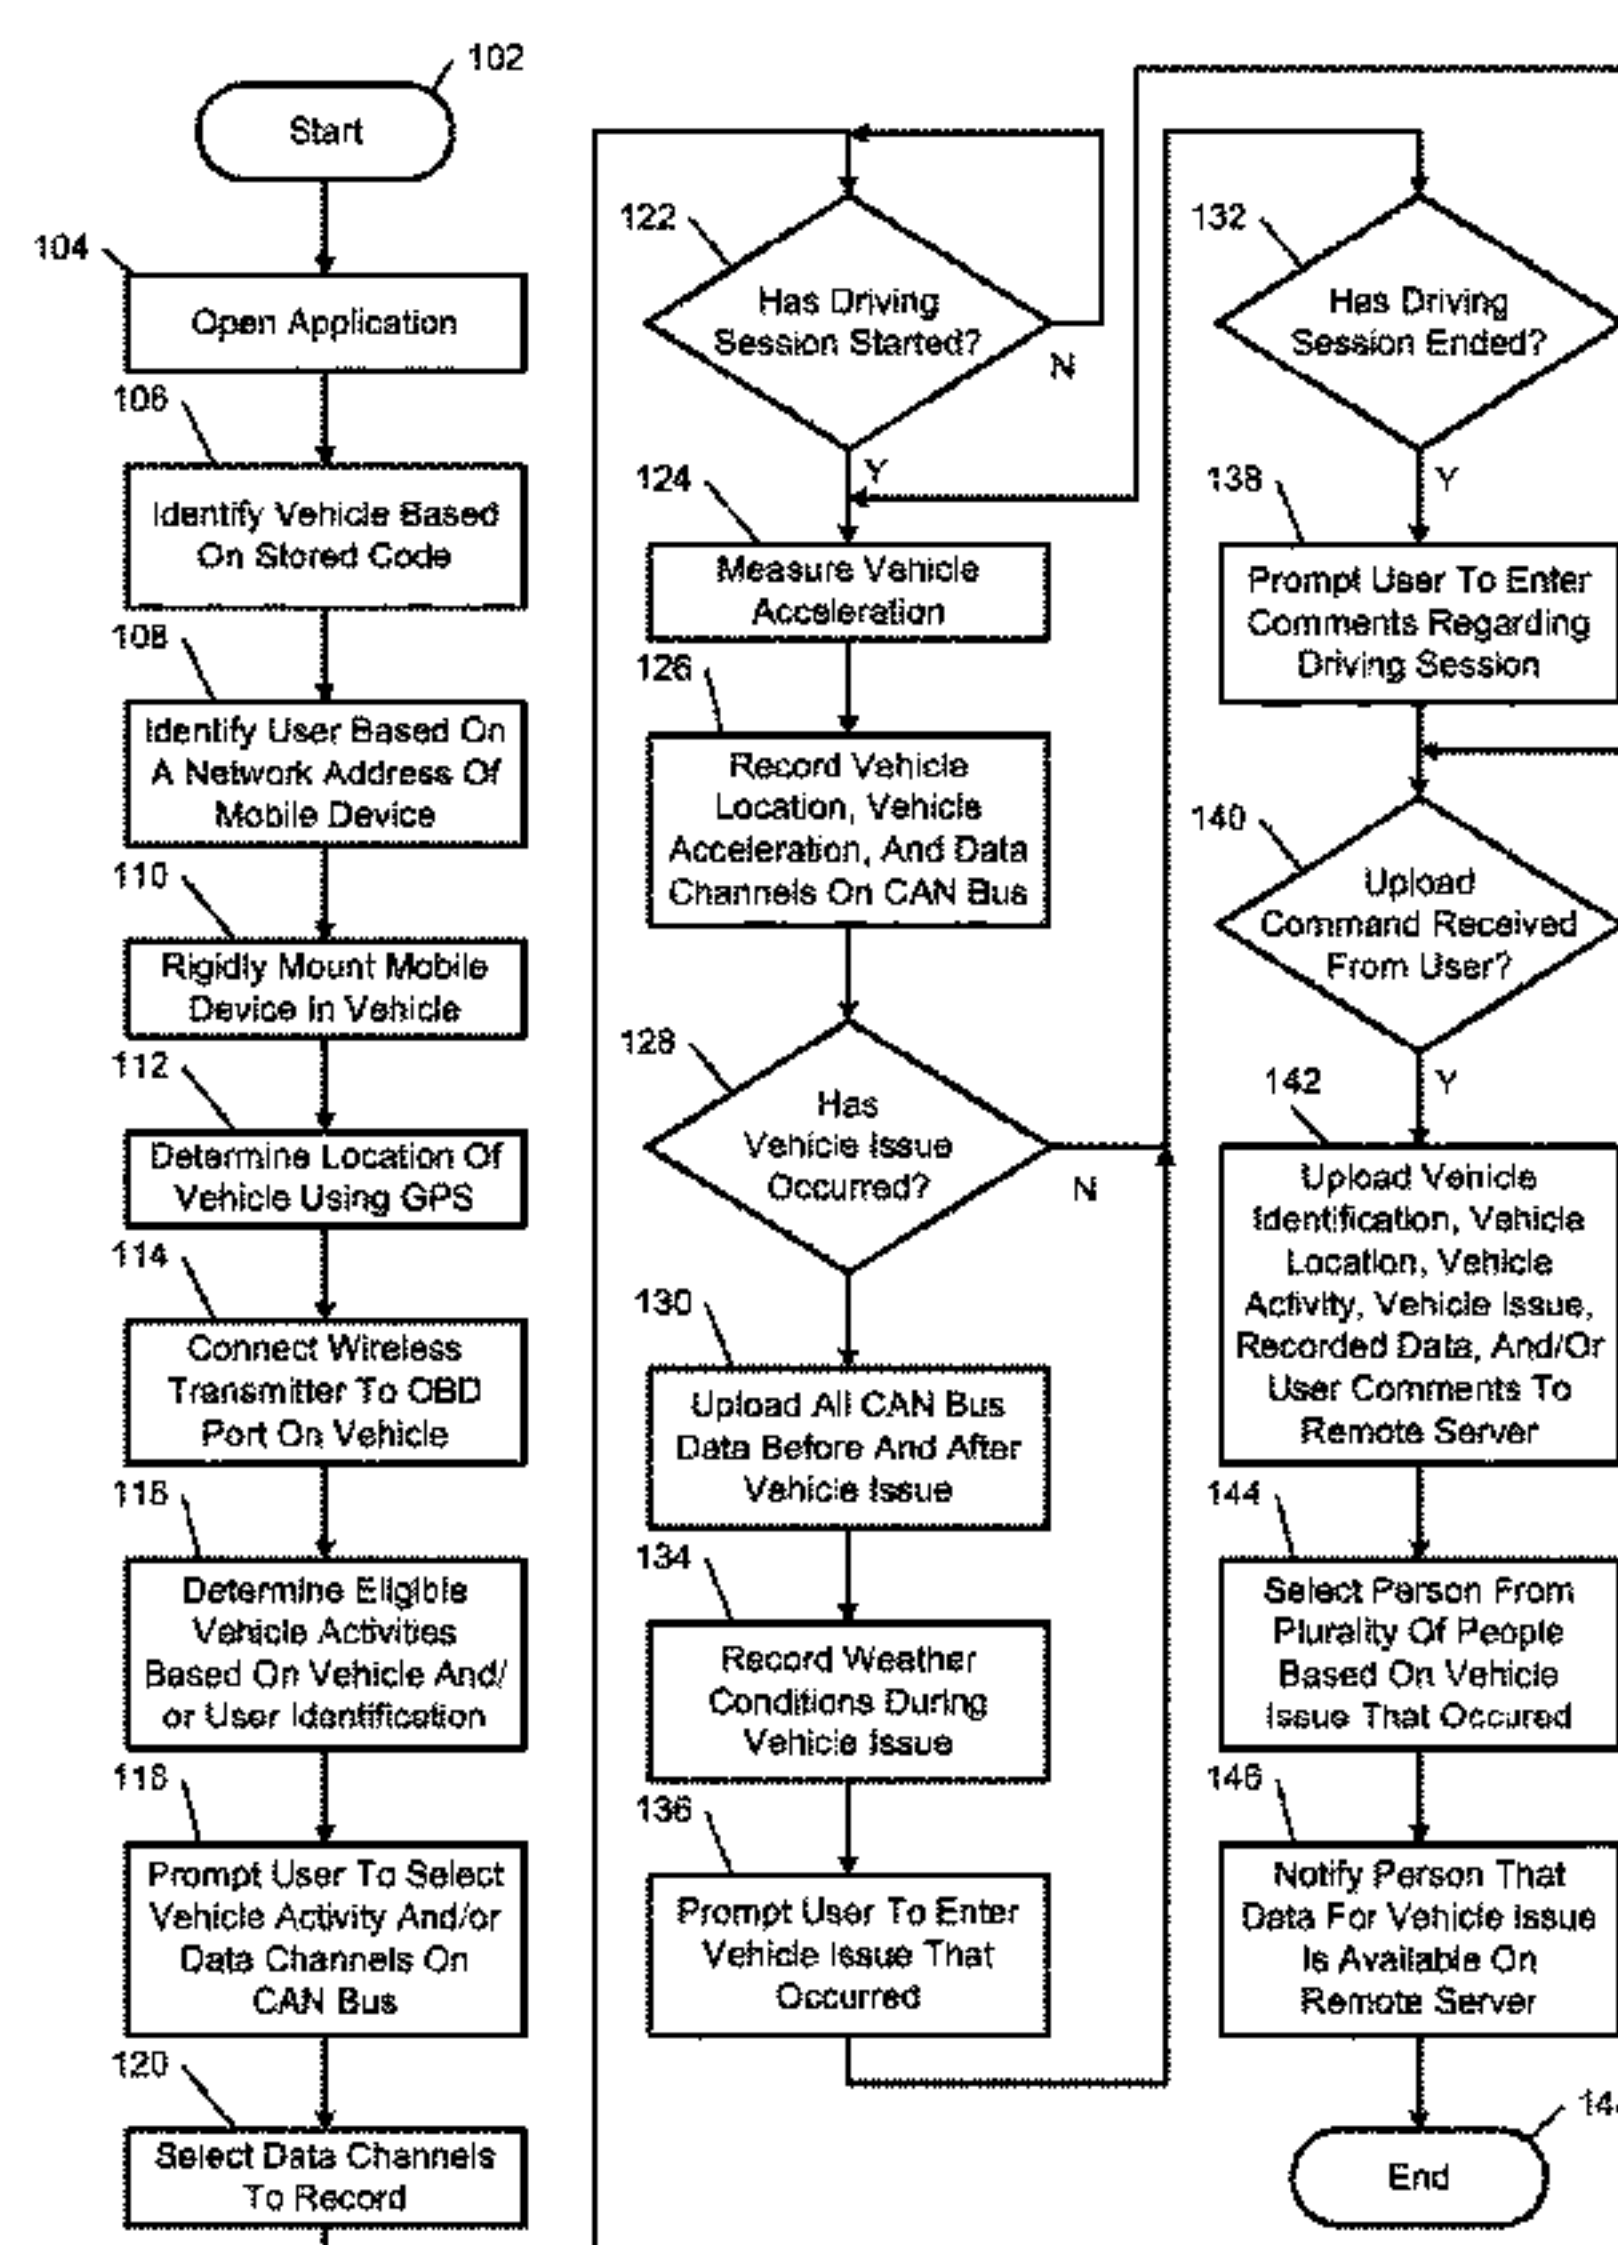 102
Start
104
Open Application
106
Identify Vehicle Based
On Stored Code
108
Identify User Based On
A Network Address Of
Mobile Device
110
Rigidly Mount Mobile
Device In Vehicle
112
Determine Location Of
Vehicle Using GPS
114
Connect Wireless
Transmitter To OBD
Port On Vehicle
116
Determine Eligible
Vehicle Activities
Based On Vehicle And/
or User Identification
118
Prompt User To Select
Vehicle Activity And/or
Data Channels On
CAN Bus
120
Select Data Channels
To Record
122
Has Driving
Session Started?
N
Y
124
Measure Vehicle
Acceleration
126
Record Vehicle
Location, Vehicle
Acceleration, And Data
Channels On CAN Bus
128
Has
Vehicle Issue
Occurred?
N
130
Upload All CAN Bus
Data Before And After
Vehicle Issue
134
Record Weather
Conditions During
Vehicle Issue
136
Prompt User To Enter
Vehicle Issue That
Occurred
132
Has Driving
Session Ended?
Y
138
Prompt User To Enter
Comments Regarding
Driving Session
140
Upload
Command Received
From User?
Y
142
Upload Vehicle
Identification, Vehicle
Location, Vehicle
Activity, Vehicle Issue,
Recorded Data, And/Or
User Comments To
Remote Server
144
Select Person From
Plurality Of People
Based On Vehicle
Issue That Occured
146
Notify Person That
Data For Vehicle Issue
Is Available On
Remote Server
End